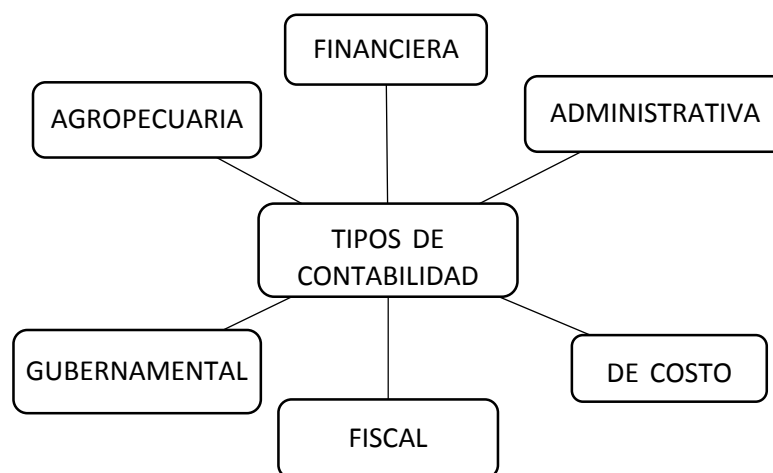 FINANCIERA
AGROPECUARIA
ADMINISTRATIVA
TIPOS DE
CONTABILIDAD
GUBERNAMENTAL
DE COSTO
FISCAL